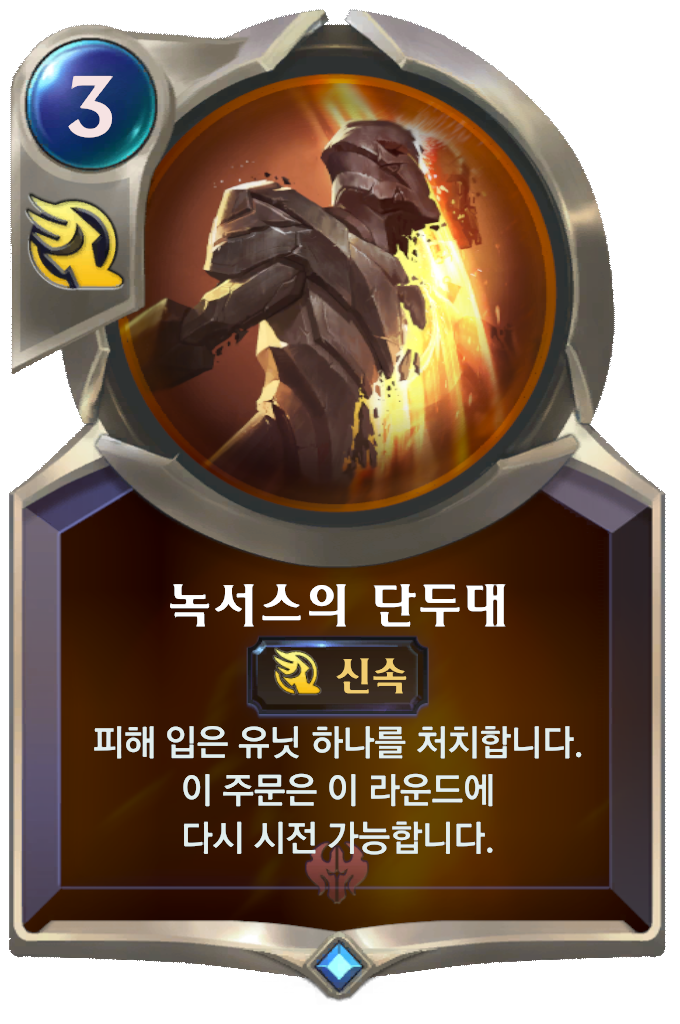 3
녹서스의 단두대
신속
피해 입은 유닛 하나를 처치합니다.
이 주문은 이 라운드에
다시 시전 가능합니다.